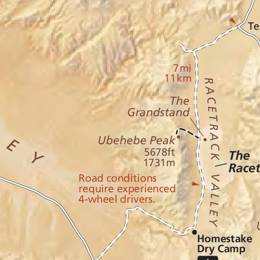 Te
7mi
11km
The
Grandstand
RACETRACK VALLEY
Ubehebe Peak
5678ft
1731m
The
Racet
E Y
Road conditions
require experienced
4-wheel drivers.
U
Homestake
Dry Camp